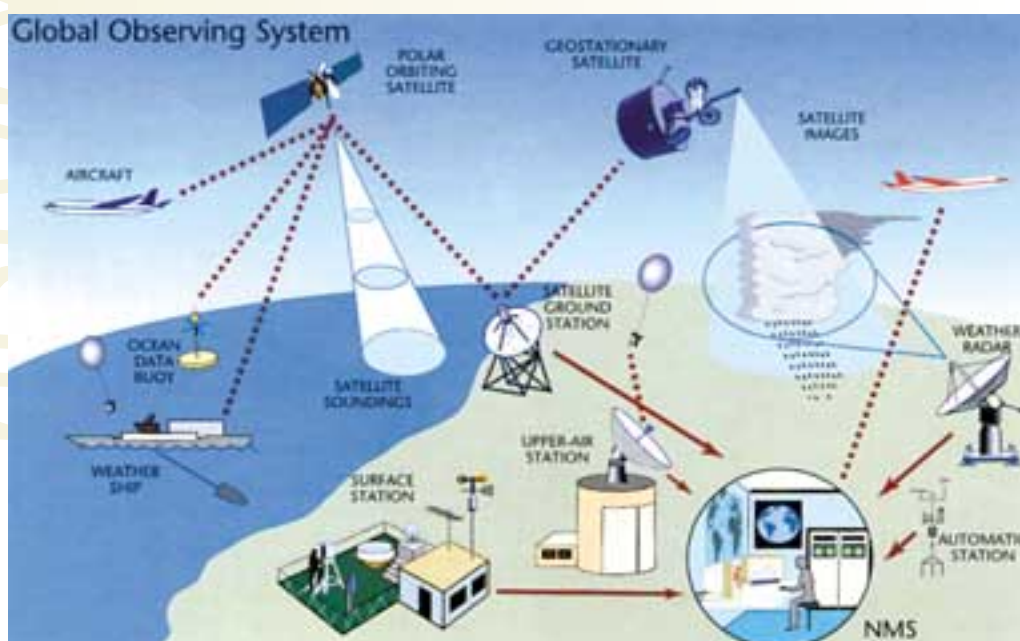 Global Observing System
POLAR
ORBITING
SATELLITE
GEOSTATIONARY
SATELLITE
SATELLITE
IMAGES
AIRCRAFT
SATELLITE
GROUND
STATION
OCEAN
DATA
BUOY
WEATHER
RADAR
SATELLITE
SOUNDINGS
UPPER-AIR
STATION
WEATHER
SHIP
SURFACE
STATION
AUTOMATIC
STATION
NMS